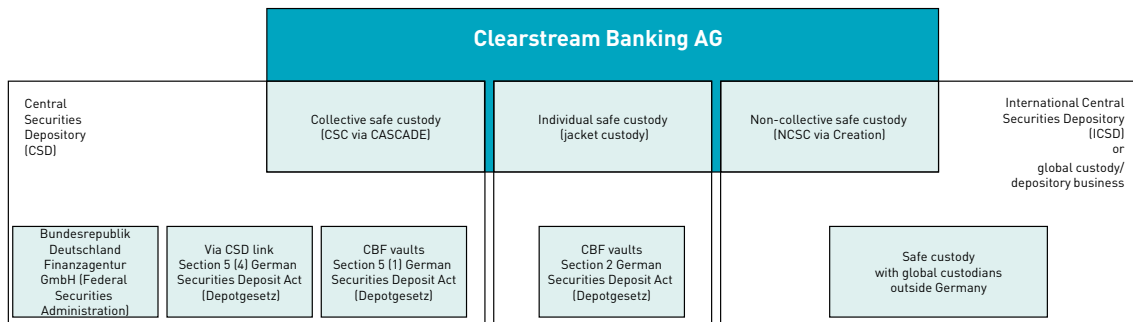 Clearstream Banking AG
Central
Securities
Depository
(CSD)
Collective safe custody
(CSC via CASCADE)
Individual safe custody
(jacket custody)
Non-collective safe custody
(NCSC via Creation)
International Central
Securities Depository
(ICSD)
or
global custody/
depository business
Bundesrepublik
Deutschland
Finanzagentur
GmbH (Federal
Securities
Administration)
Via CSD link
Section 5 (4) German
Securities Deposit Act
(Depotgesetz)
CBF vaults
Section 5 (1) German
Securities Deposit Act
(Depotgesetz)
CBF vaults
Section 2 German
Securities Deposit Act
(Depotgesetz)
Safe custody
with global custodians
outside Germany